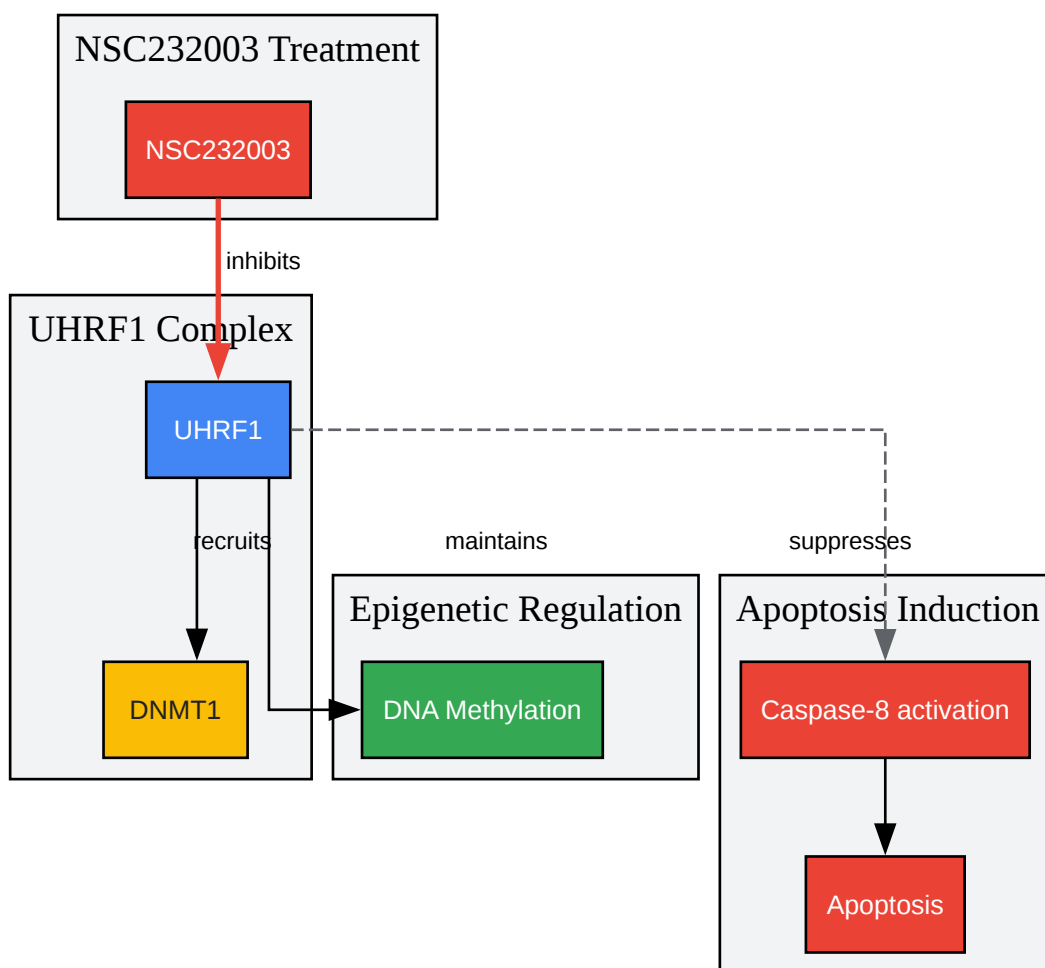 NSC232003 Treatment
NSC232003
inhibits
UHRF1 Complex
UHRF1
recruits
maintains
suppresses
Epigenetic Regulation
Apoptosis Induction
DNMT1
DNA Methylation
Caspase-8 activation
Apoptosis